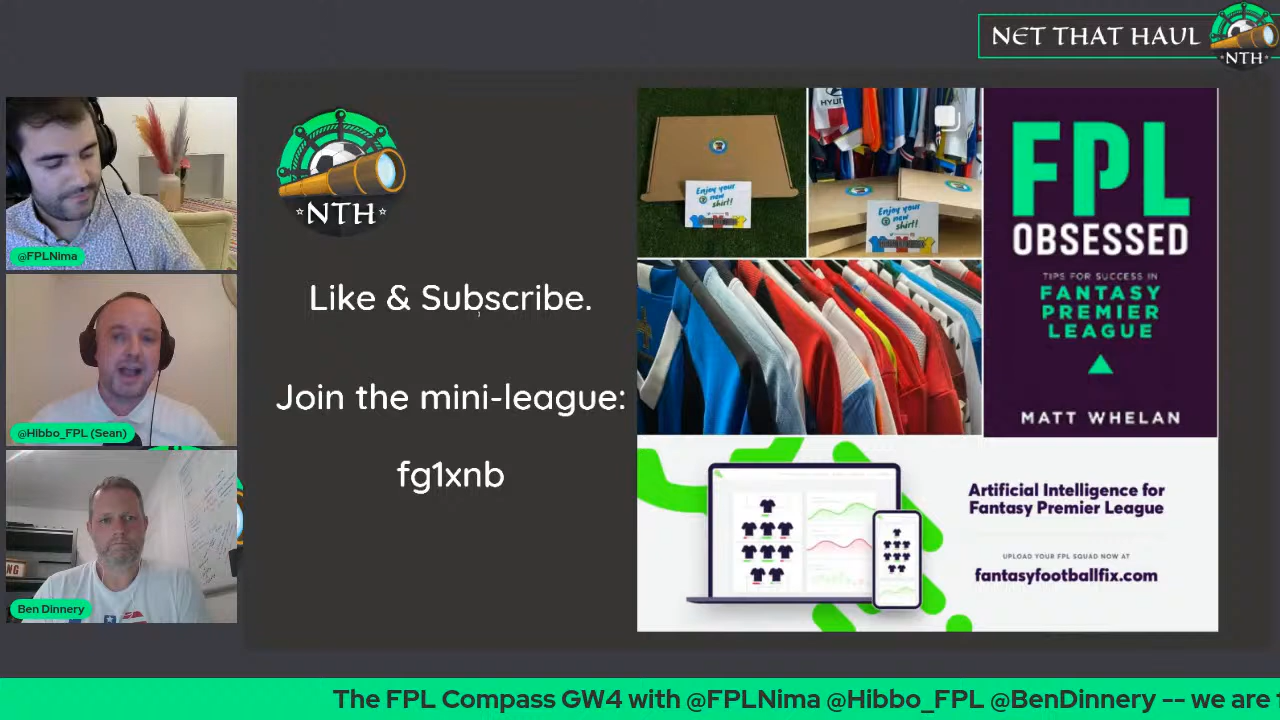 NET THAT HAUL
NTH
@FPLNima
@Hibbo_FPL (Sean)
Ben Dinnery
NTH
Like & Subscribe.
Join the mini-league:
fg1xnb
Enjoy your
new
shirt!
Enjoy your
new
shirt!
FPL
OBSESSED
TIPS FOR SUCCESS IN
FANTASY
PREMIER
LEAGUE
MATT WHELAN
Artificial Intelligence for
Fantasy Premier League
UPLOAD YOUR FPL SQUAD NOW AT
fantasyfootballfix.com
The FPL Compass GW4 with @FPLNima @Hibbo_FPL @BenDinnery -- we are